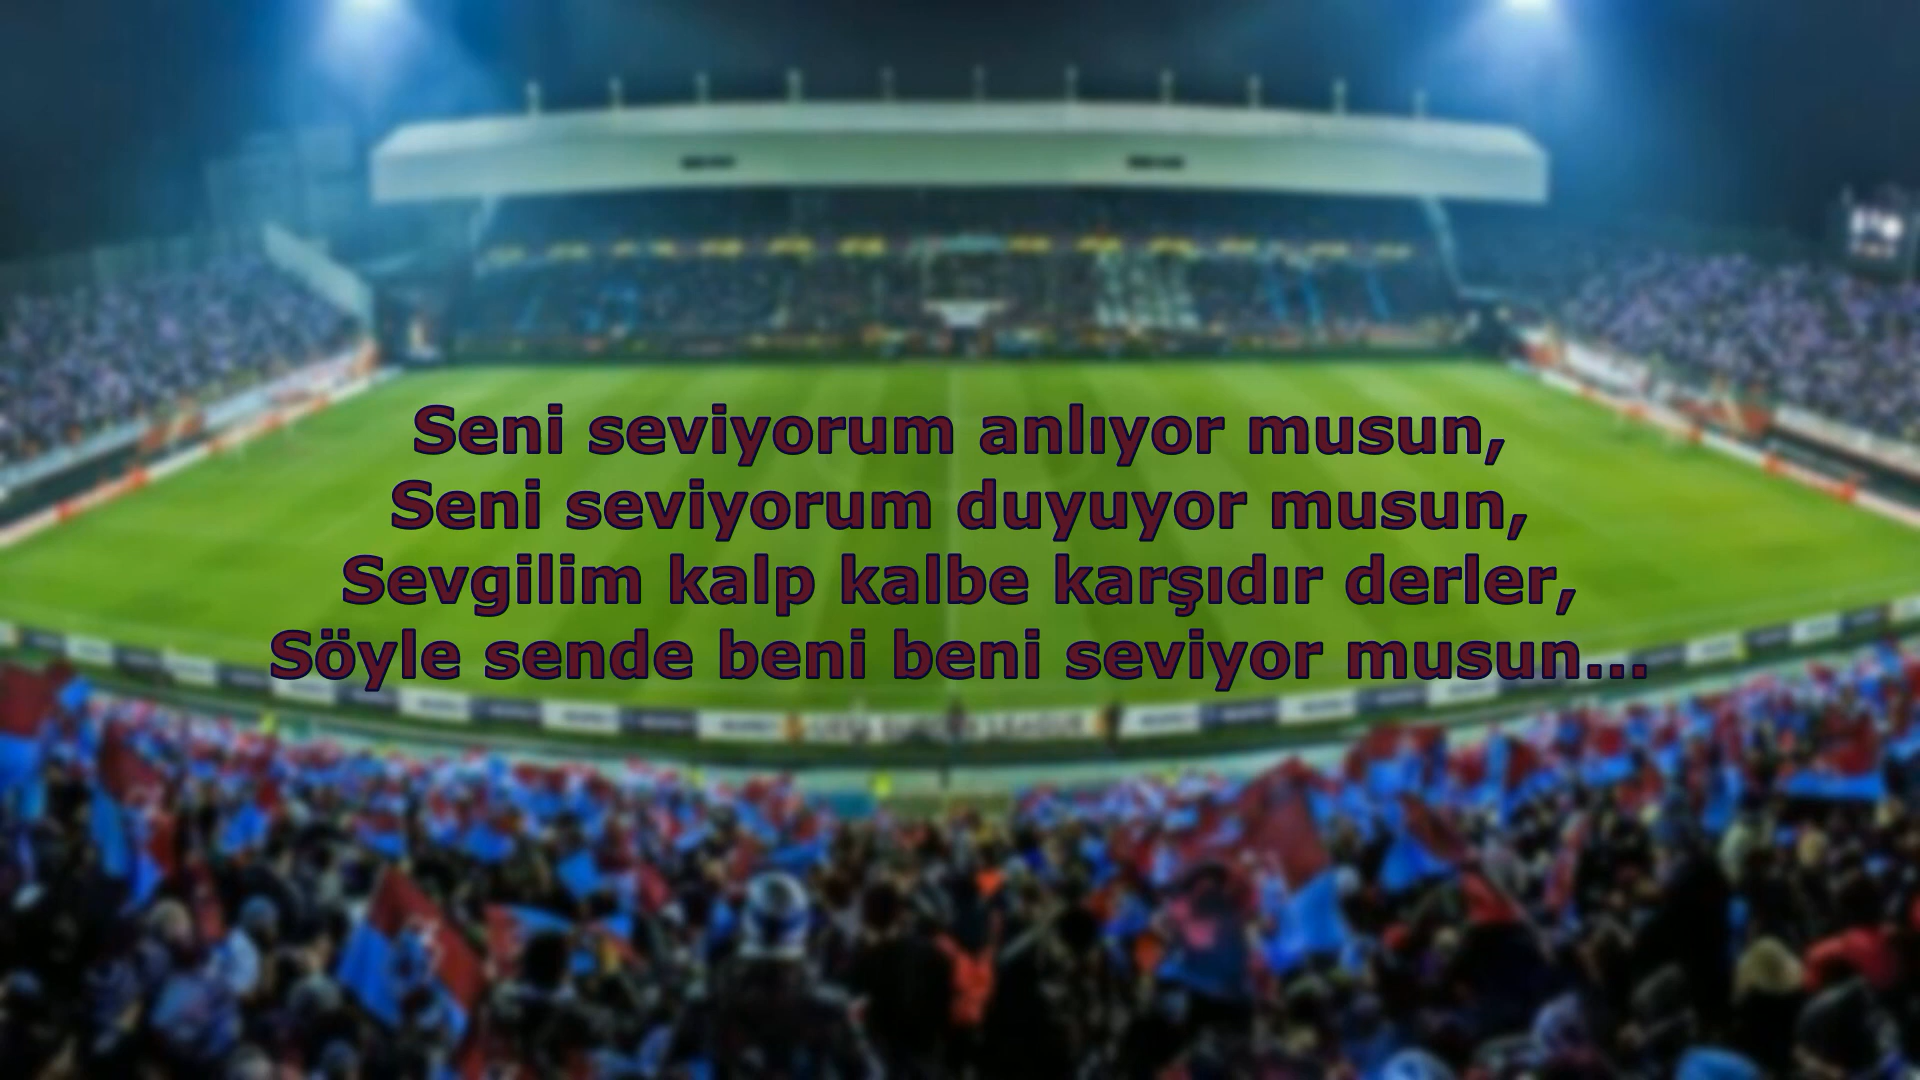 Seni seviyorum anlıyor musun,
Seni seviyorum duyuyor musun,
Sevgilim kalp kalbe karşıdır derler,
Söyle sende beni beni seviyor musun...